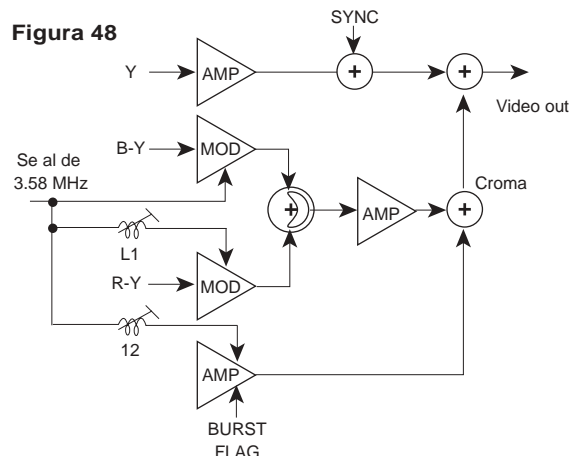 Figura 48
SYNC
Y
AMP
+
+
Video out
B-Y
MOD
Se al de
3.58 MHz
Croma
+
AMP
+
L1
R-Y
MOD
12
AMP
BURST
FLAG